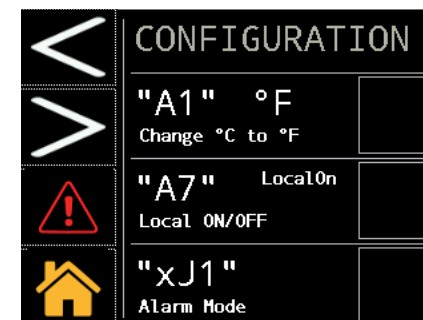 CONFIGURATION
"A1" °F
Change °C to °F
"A7" LocalOn
Local ON/OFF
"xJ1"
Alarm Mode